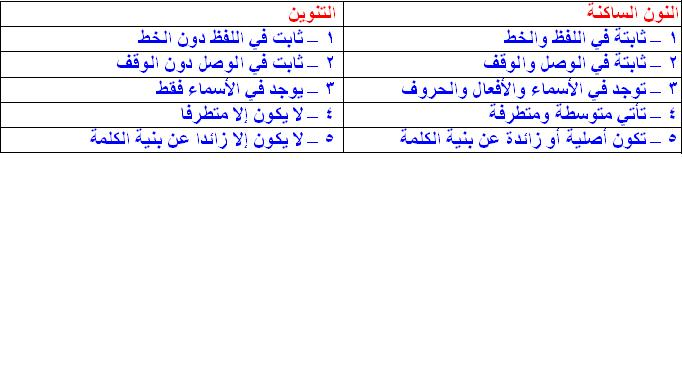 النون الساكنة التنوين
١ – ثابتة في اللفظ والخط ١ – ثابت في اللفظ دون الخط
٢ – ثابتة في الوصل والوقف ٢ – ثابت في الوصل دون الوقف
٣ – توجد في الأسماء والأفعال والحروف ٣ – يوجد في الأسماء فقط
٤ – تأتي متوسطة ومتطرفة ٤ – لا يكون إلا متطرفا
٥ – تكون أصلية أو زائدة عن بنية الكلمة ٥ – لا يكون إلا زائدا عن بنية الكلمة